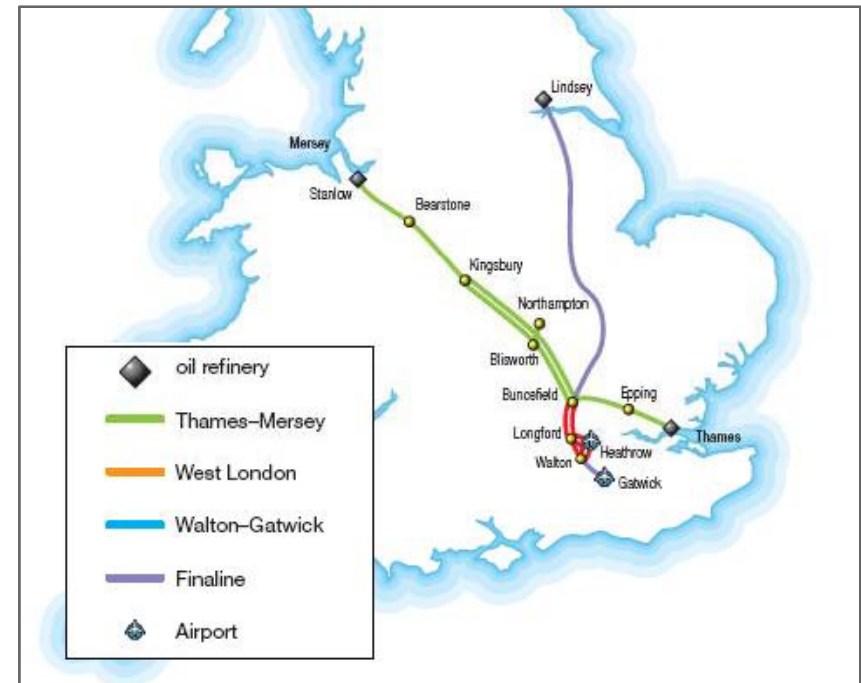 Lindsey
Mersey
Stanlow
Bearstone
Kingsbury
Northampton
Blisworth
Buncefield
Epping
Longford
Heathrow
Thames
Walton
Gatwick
oil refinery
Thames–Mersey
West London
Walton–Gatwick
Finaline
Airport